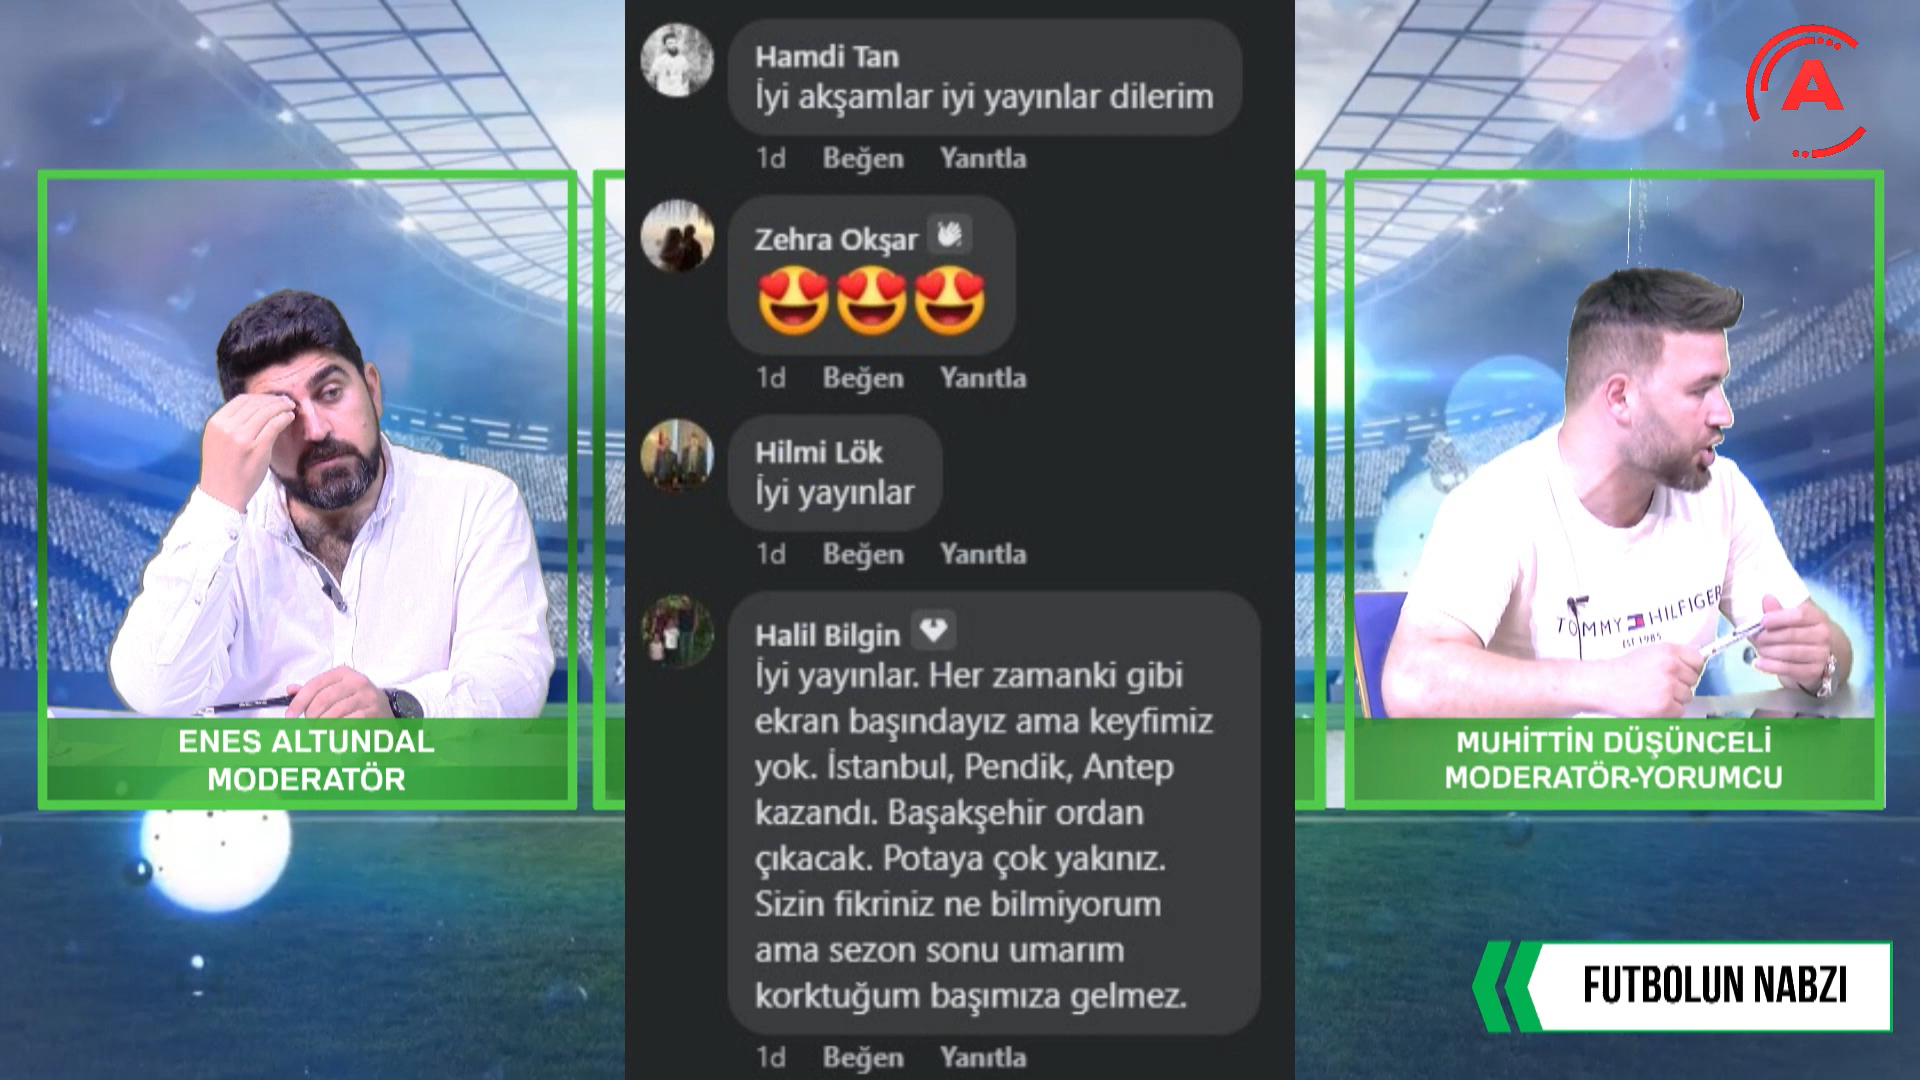 Hamdi Tan
İyi akşamlar iyi yayınlar dilerim
1d Beğen Yanıtla
Zehra Okşar
1d Beğen Yanıtla
Hilmi Lök
İyi yayınlar
1d Beğen Yanıtla
Halil Bilgin
İyi yayınlar. Her zamanki gibi
ekran başındayız ama keyfimiz
yok. İstanbul, Pendik, Antep
kazandı. Başakşehir ordan
çıkacak. Potaya çok yakınız.
Sizin fikriniz ne bilmiyorum
ama sezon sonu umarım
korktuğum başımıza gelmez.
1d Beğen Yanıtla
ENES ALTUNDAL
MODERATÖR
A
TOMMY HILFIGER
EST 1985
MUHİTTİN DÜŞÜNCELİ
MODERATÖR-YORUMCU
FUTBOLUN NABZI